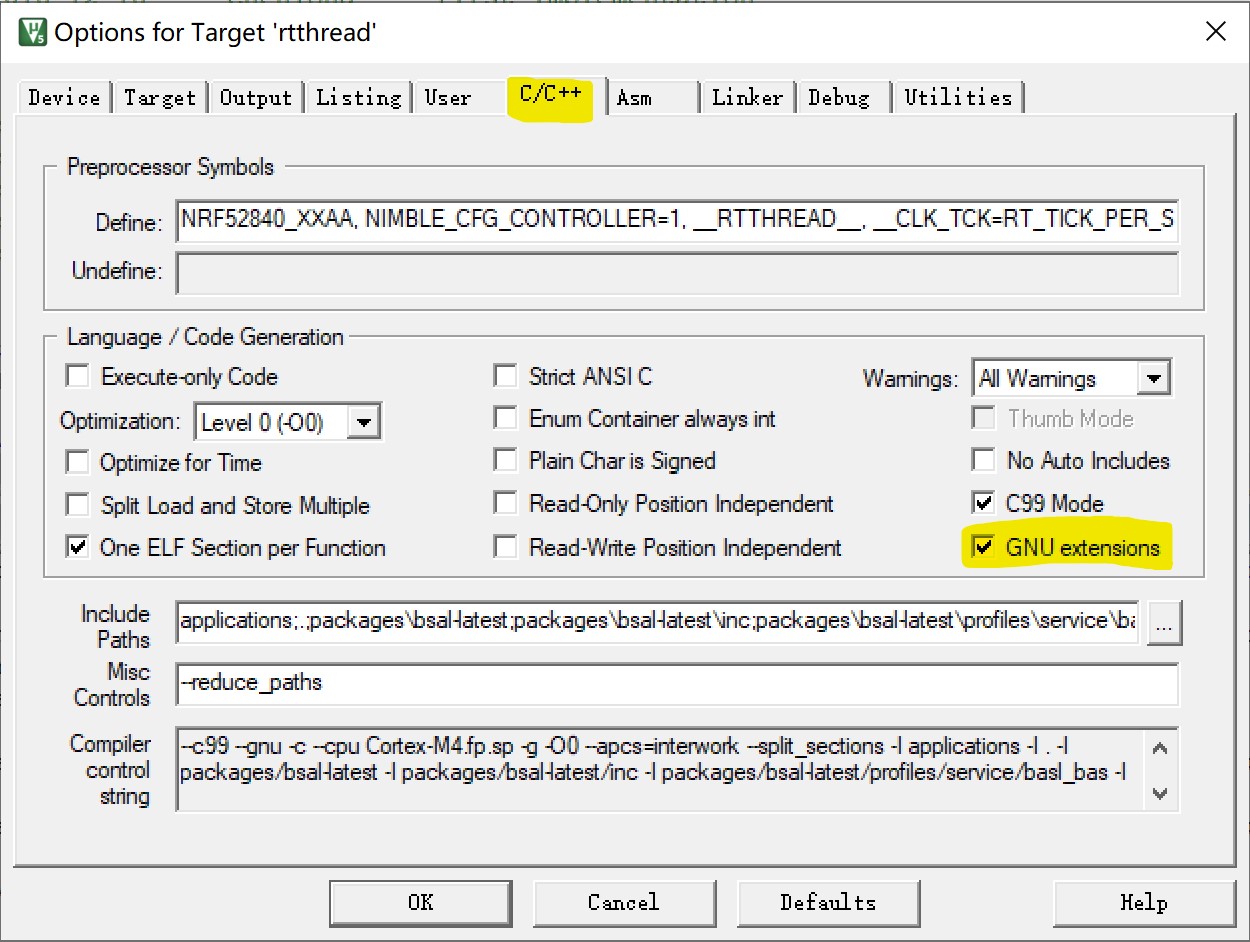 Options for Target 'rtthread'
Device Target Output Listing User C/C++ Asm Linker Debug Utilities
Preprocessor Symbols
Define: NRF52840_XXAA, NIMBLE_CFG_CONTROLLER=1, __RTTHREAD__, __CLK_TCK=RT_TICK_PER_S
Undefine:
Language / Code Generation
Execute-only Code Strict ANSI C Warnings: All Warnings
Optimization: Level 0 (-O0) Enum Container always int Thumb Mode
Optimize for Time Plain Char is Signed No Auto Includes
Split Load and Store Multiple Read-Only Position Independent C99 Mode
One ELF Section per Function Read-Write Position Independent GNU extensions
Include Paths applications;.;packages\bsal-latest;packages\bsal-latest\inc;packages\bsal-latest\profiles\service\ba ...
Misc Controls --reduce_paths
Compiler control string --c99 --gnu -c --cpu Cortex-M4.fp.sp -g -O0 --apcs=interwork --split_sections -I applications -I . -I
packages/bsal-latest -I packages/bsal-latest/inc -I packages/bsal-latest/profiles/service/basl_bas -I
OK Cancel Defaults Help